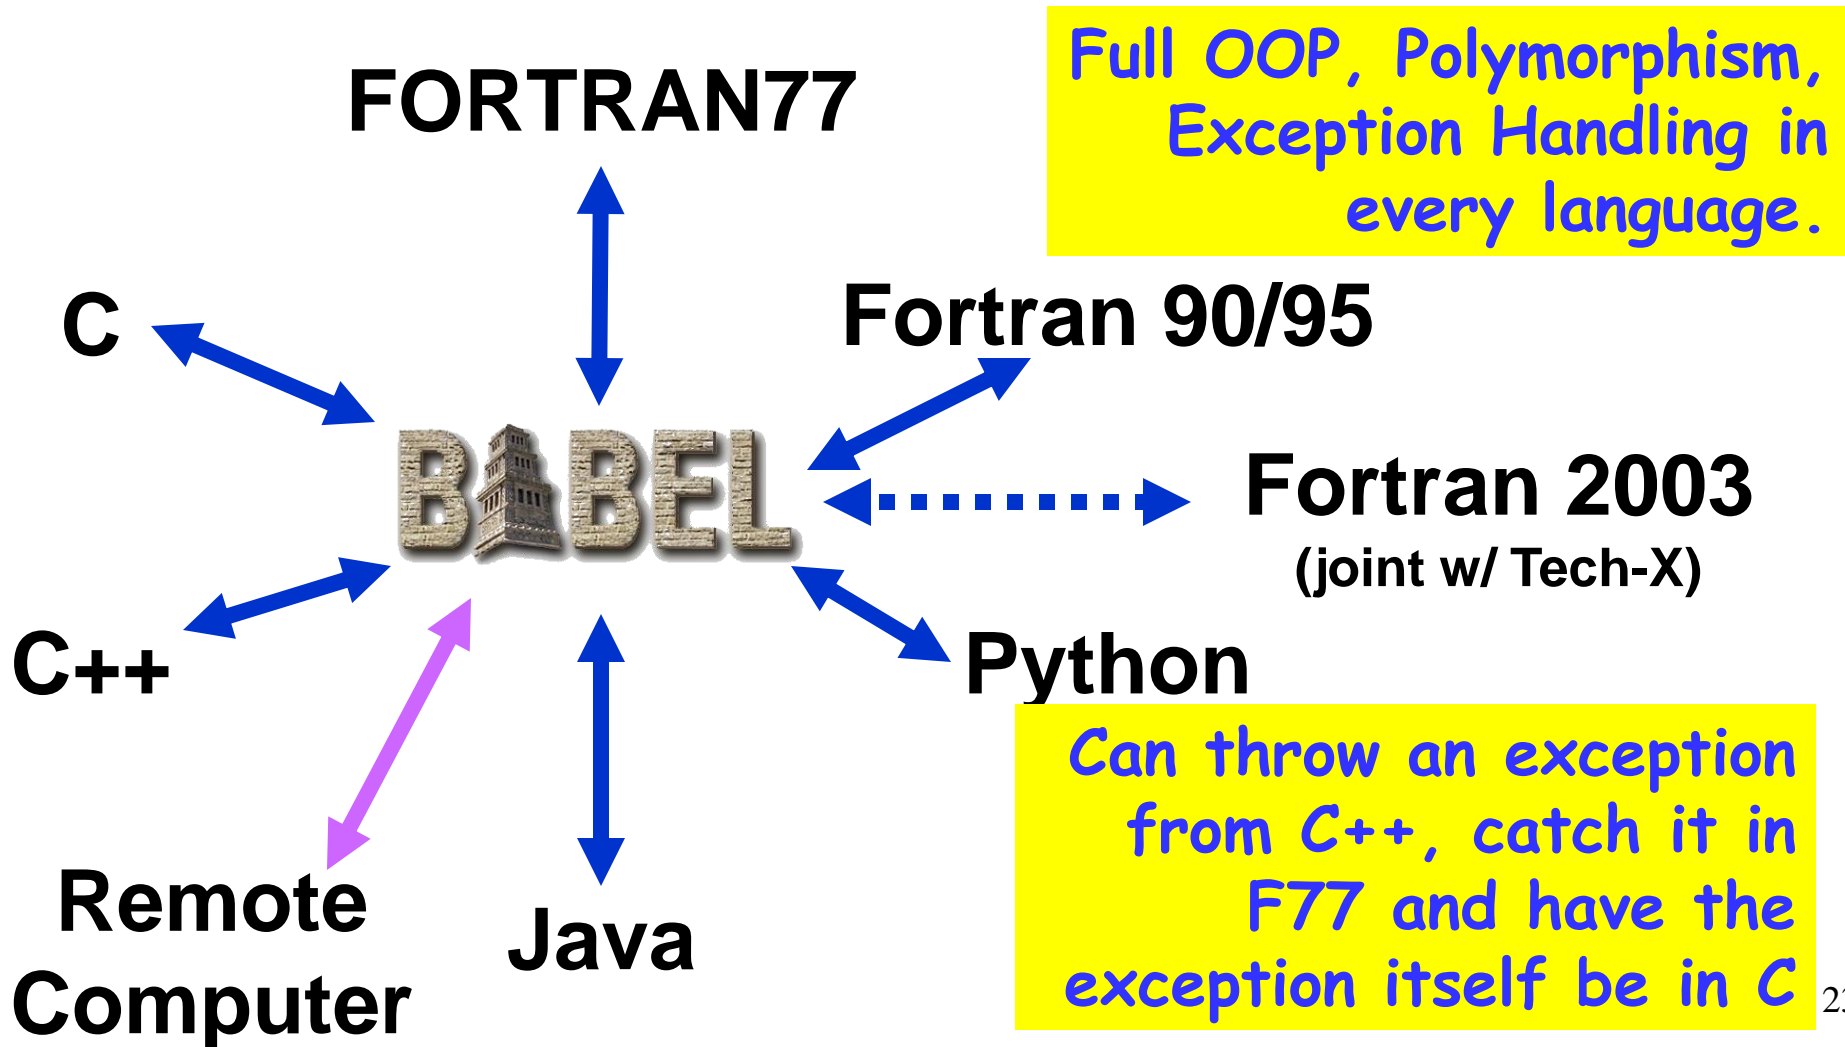 Full OOP, Polymorphism,
Exception Handling in
every language.
FORTRAN77
C
Fortran 90/95
BABEL
Fortran 2003
(joint w/ Tech-X)
C++
Python
Remote
Computer
Java
Can throw an exception
from C++, catch it in
F77 and have the
exception itself be in C